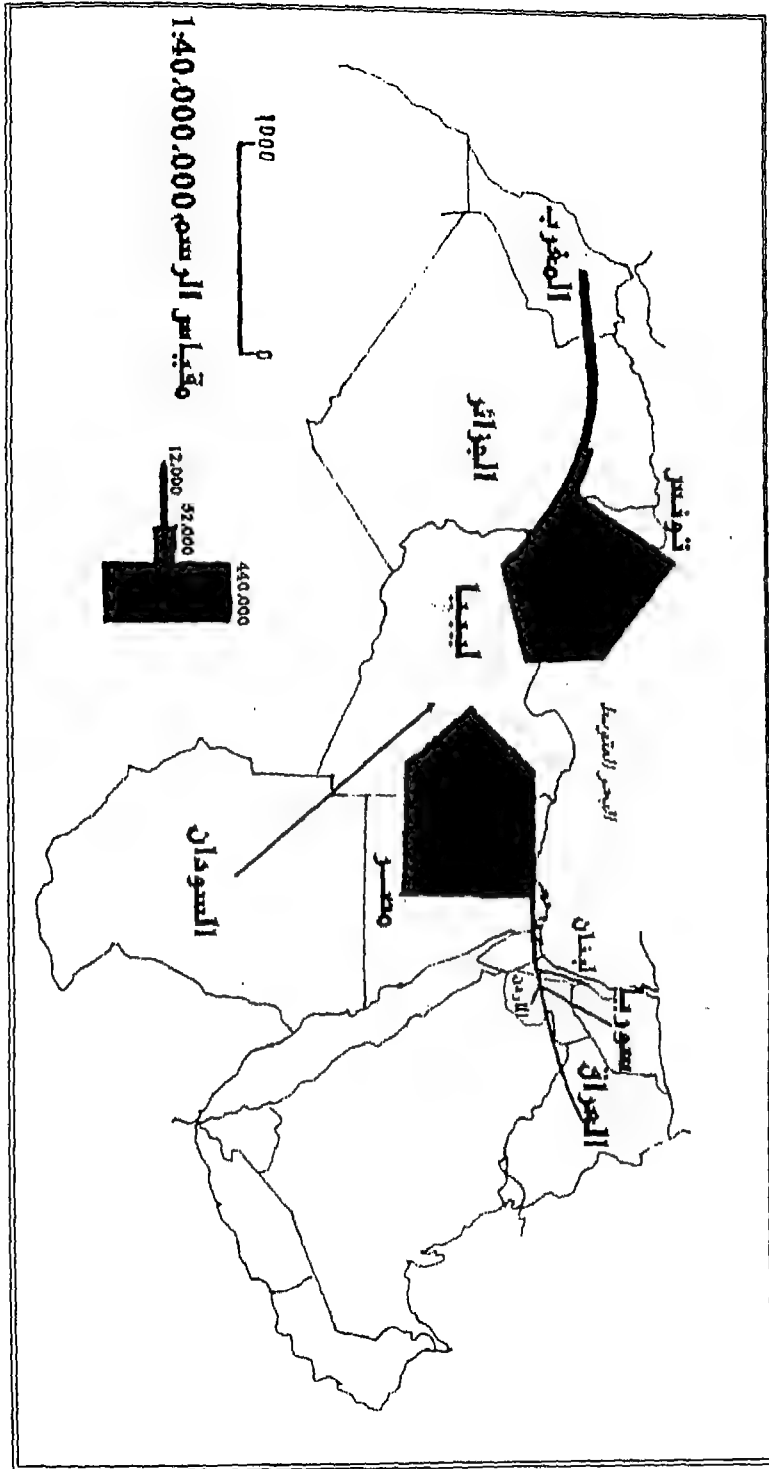 تونس
المغرب
الجزائر
ليبيا
البحر المتوسط
مصر
السودان
لبنان
سوريا
الأردن
العراق
1000
0
مقياس الرسم 1:40.000.000
12.000
52.000
440.000